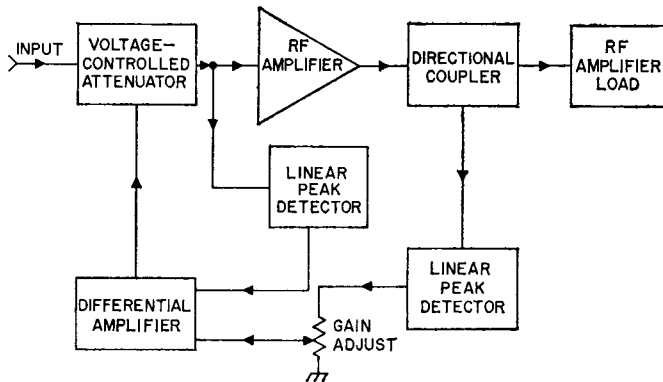 INPUT
VOLTAGE-
CONTROLLED
ATTENUATOR
RF
AMPLIFIER
DIRECTIONAL
COUPLER
RF
AMPLIFIER
LOAD
LINEAR
PEAK
DETECTOR
LINEAR
PEAK
DETECTOR
DIFFERENTIAL
AMPLIFIER
GAIN
ADJUST